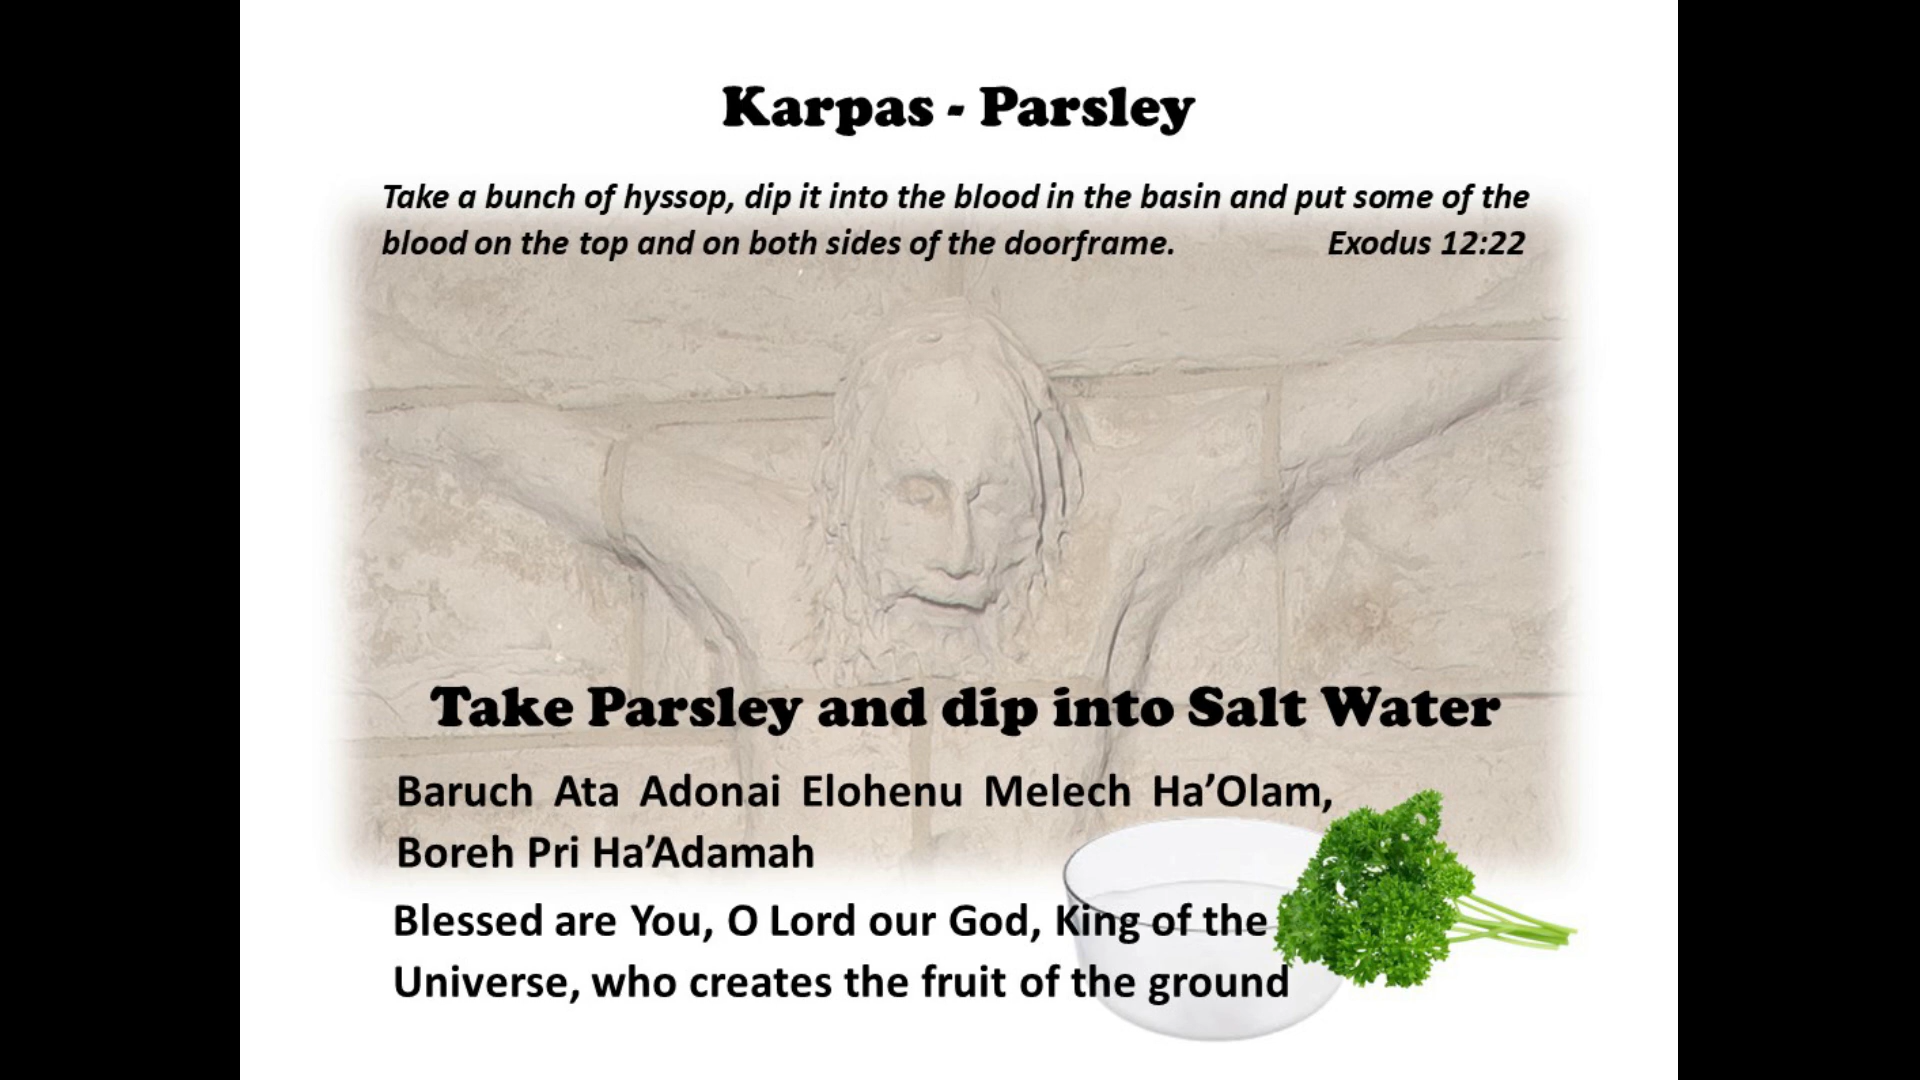 Karpas - Parsley
Take a bunch of hyssop, dip it into the blood in the basin and put some of the
blood on the top and on both sides of the doorframe. Exodus 12:22
Take Parsley and dip into Salt Water
Baruch Ata Adonai Elohenu Melech Ha’Olam,
Boreh Pri Ha’Adamah
Blessed are You, O Lord our God, King of the
Universe, who creates the fruit of the ground